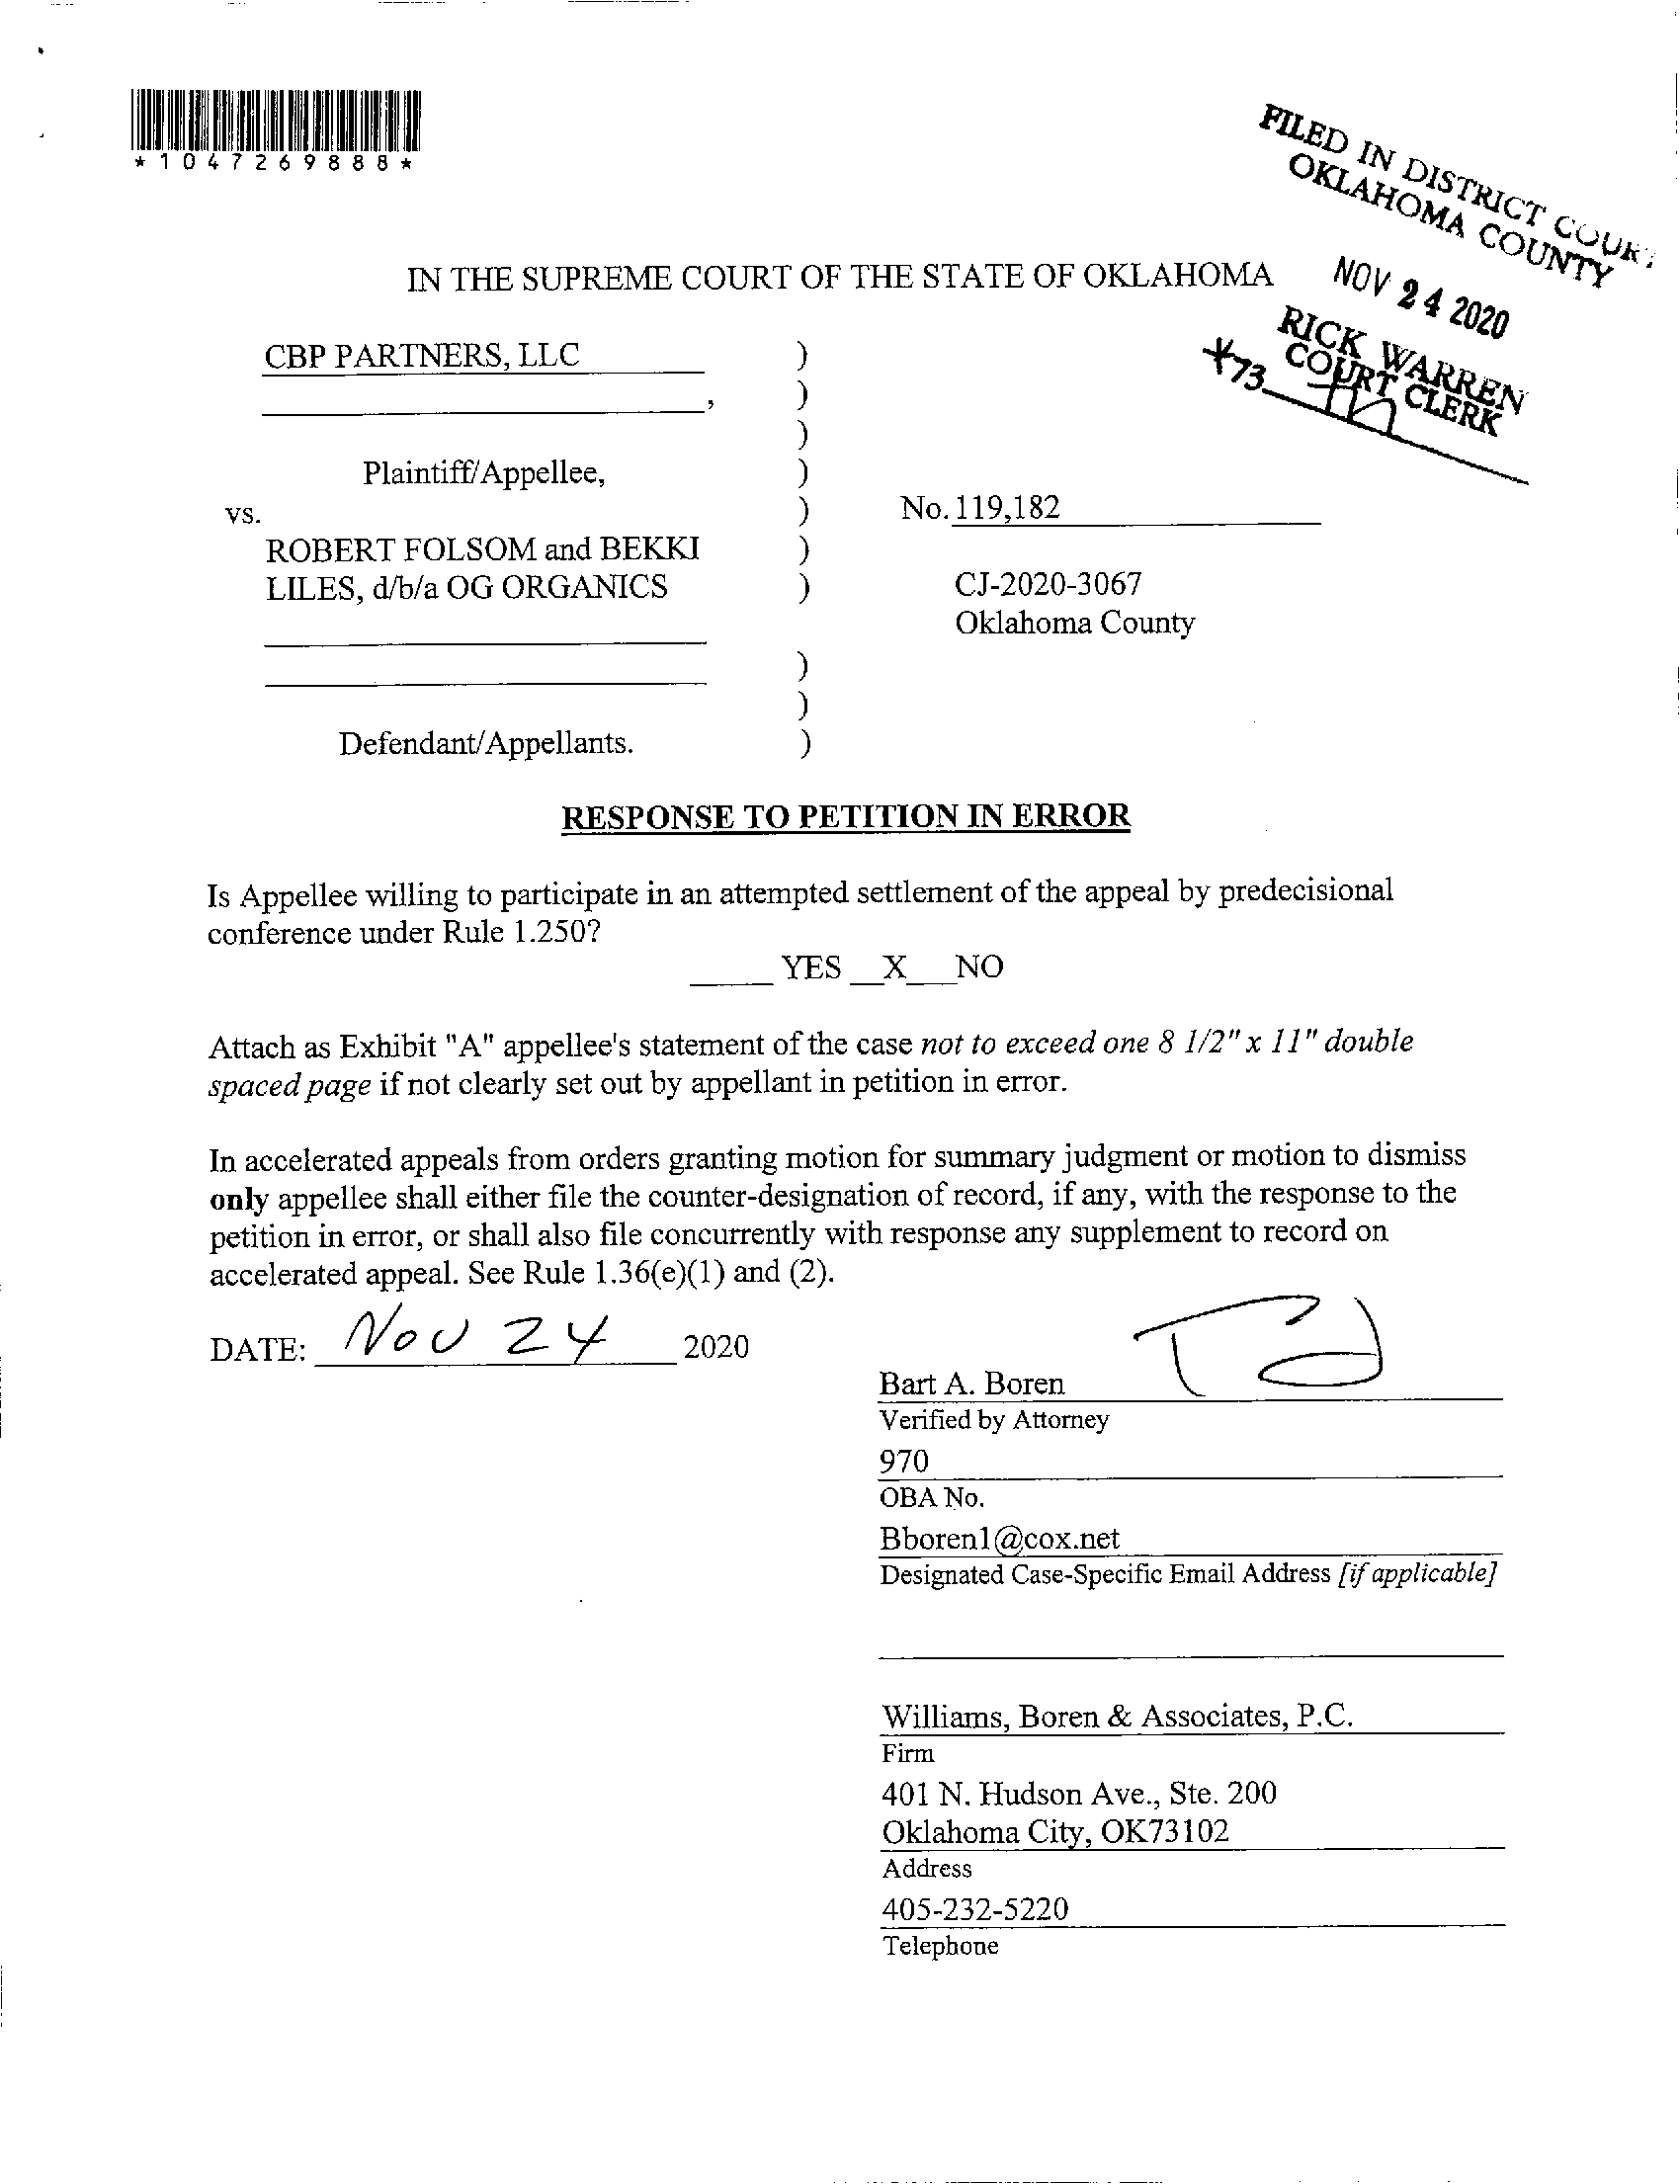 *1047269888*
FILED IN DISTRICT COURT
OKLAHOMA COUNTY
NOV 24 2020
RICK WARREN
COURT CLERK
73
IN THE SUPREME COURT OF THE STATE OF OKLAHOMA
CBP PARTNERS, LLC )
, )
)
Plaintiff/Appellee, )
vs. ) No. 119,182
ROBERT FOLSOM and BEKKI )
LILES, d/b/a OG ORGANICS ) CJ-2020-3067
Oklahoma County
)
)
Defendant/Appellants. )
RESPONSE TO PETITION IN ERROR
Is Appellee willing to participate in an attempted settlement of the appeal by predecisional
conference under Rule 1.250?
_____ YES __X___NO
Attach as Exhibit "A" appellee's statement of the case not to exceed one 8 1/2" x 11" double
spaced page if not clearly set out by appellant in petition in error.
In accelerated appeals from orders granting motion for summary judgment or motion to dismiss
only appellee shall either file the counter-designation of record, if any, with the response to the
petition in error, or shall also file concurrently with response any supplement to record on
accelerated appeal. See Rule 1.36(e)(1) and (2).
DATE: Nov 24 2020
Bart A. Boren
Verified by Attorney
970
OBA No.
Bboren1@cox.net
Designated Case-Specific Email Address [if applicable]
Williams, Boren & Associates, P.C.
Firm
401 N. Hudson Ave., Ste. 200
Oklahoma City, OK73102
Address
405-232-5220
Telephone